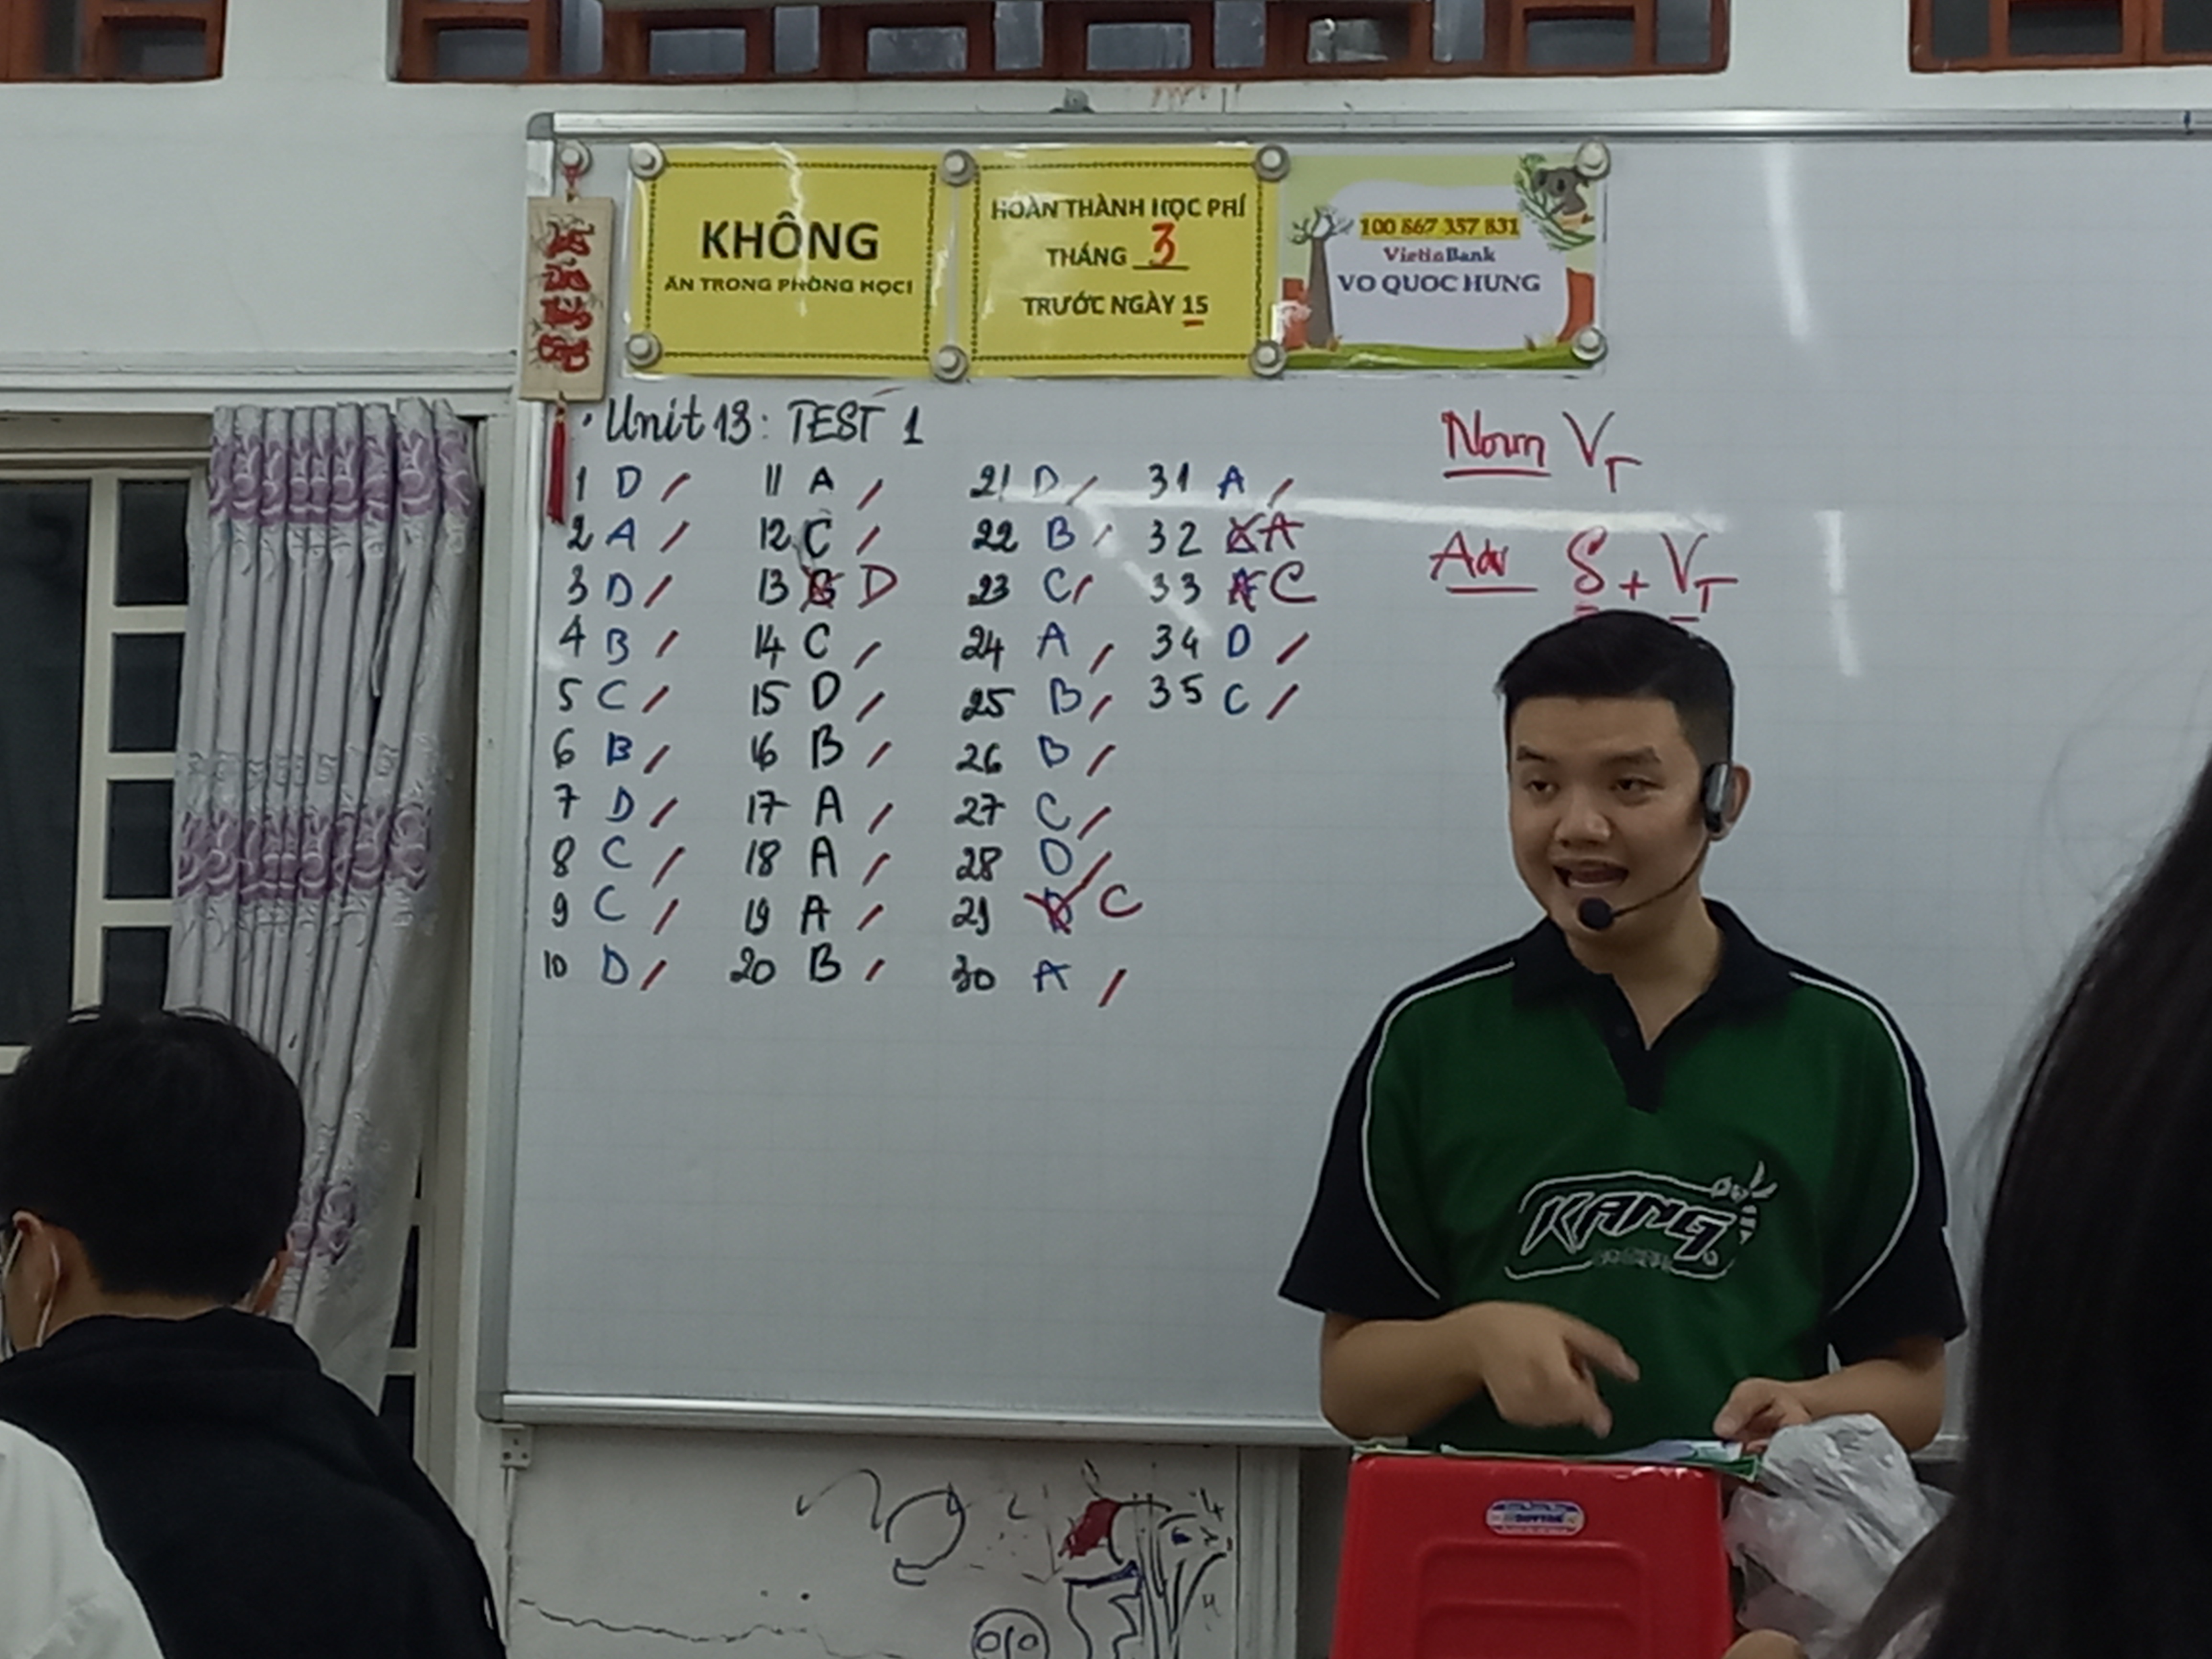 KHÔNG
ĂN TRONG PHÒNG HỌC!
HOÀN THÀNH HỌC PHÍ
THÁNG 3
TRƯỚC NGÀY 15
100 867 357 831
VietinBank
VO QUOC HUNG
Unit 13: TEST 1
1 D / 11 A / 21 D / 31 A /
2 A / 12 C / 22 B / 32 A
3 D / 13 D 23 C / 33 C
4 B / 14 C / 24 A / 34 D /
5 C / 15 D / 25 B / 35 C /
6 B / 16 B / 26 D /
7 D / 17 A / 27 C /
8 C / 18 A / 28 D /
9 C / 19 A / 29 C
10 D / 20 B / 30 A /
Noun VT
Adv S + VT
KANG